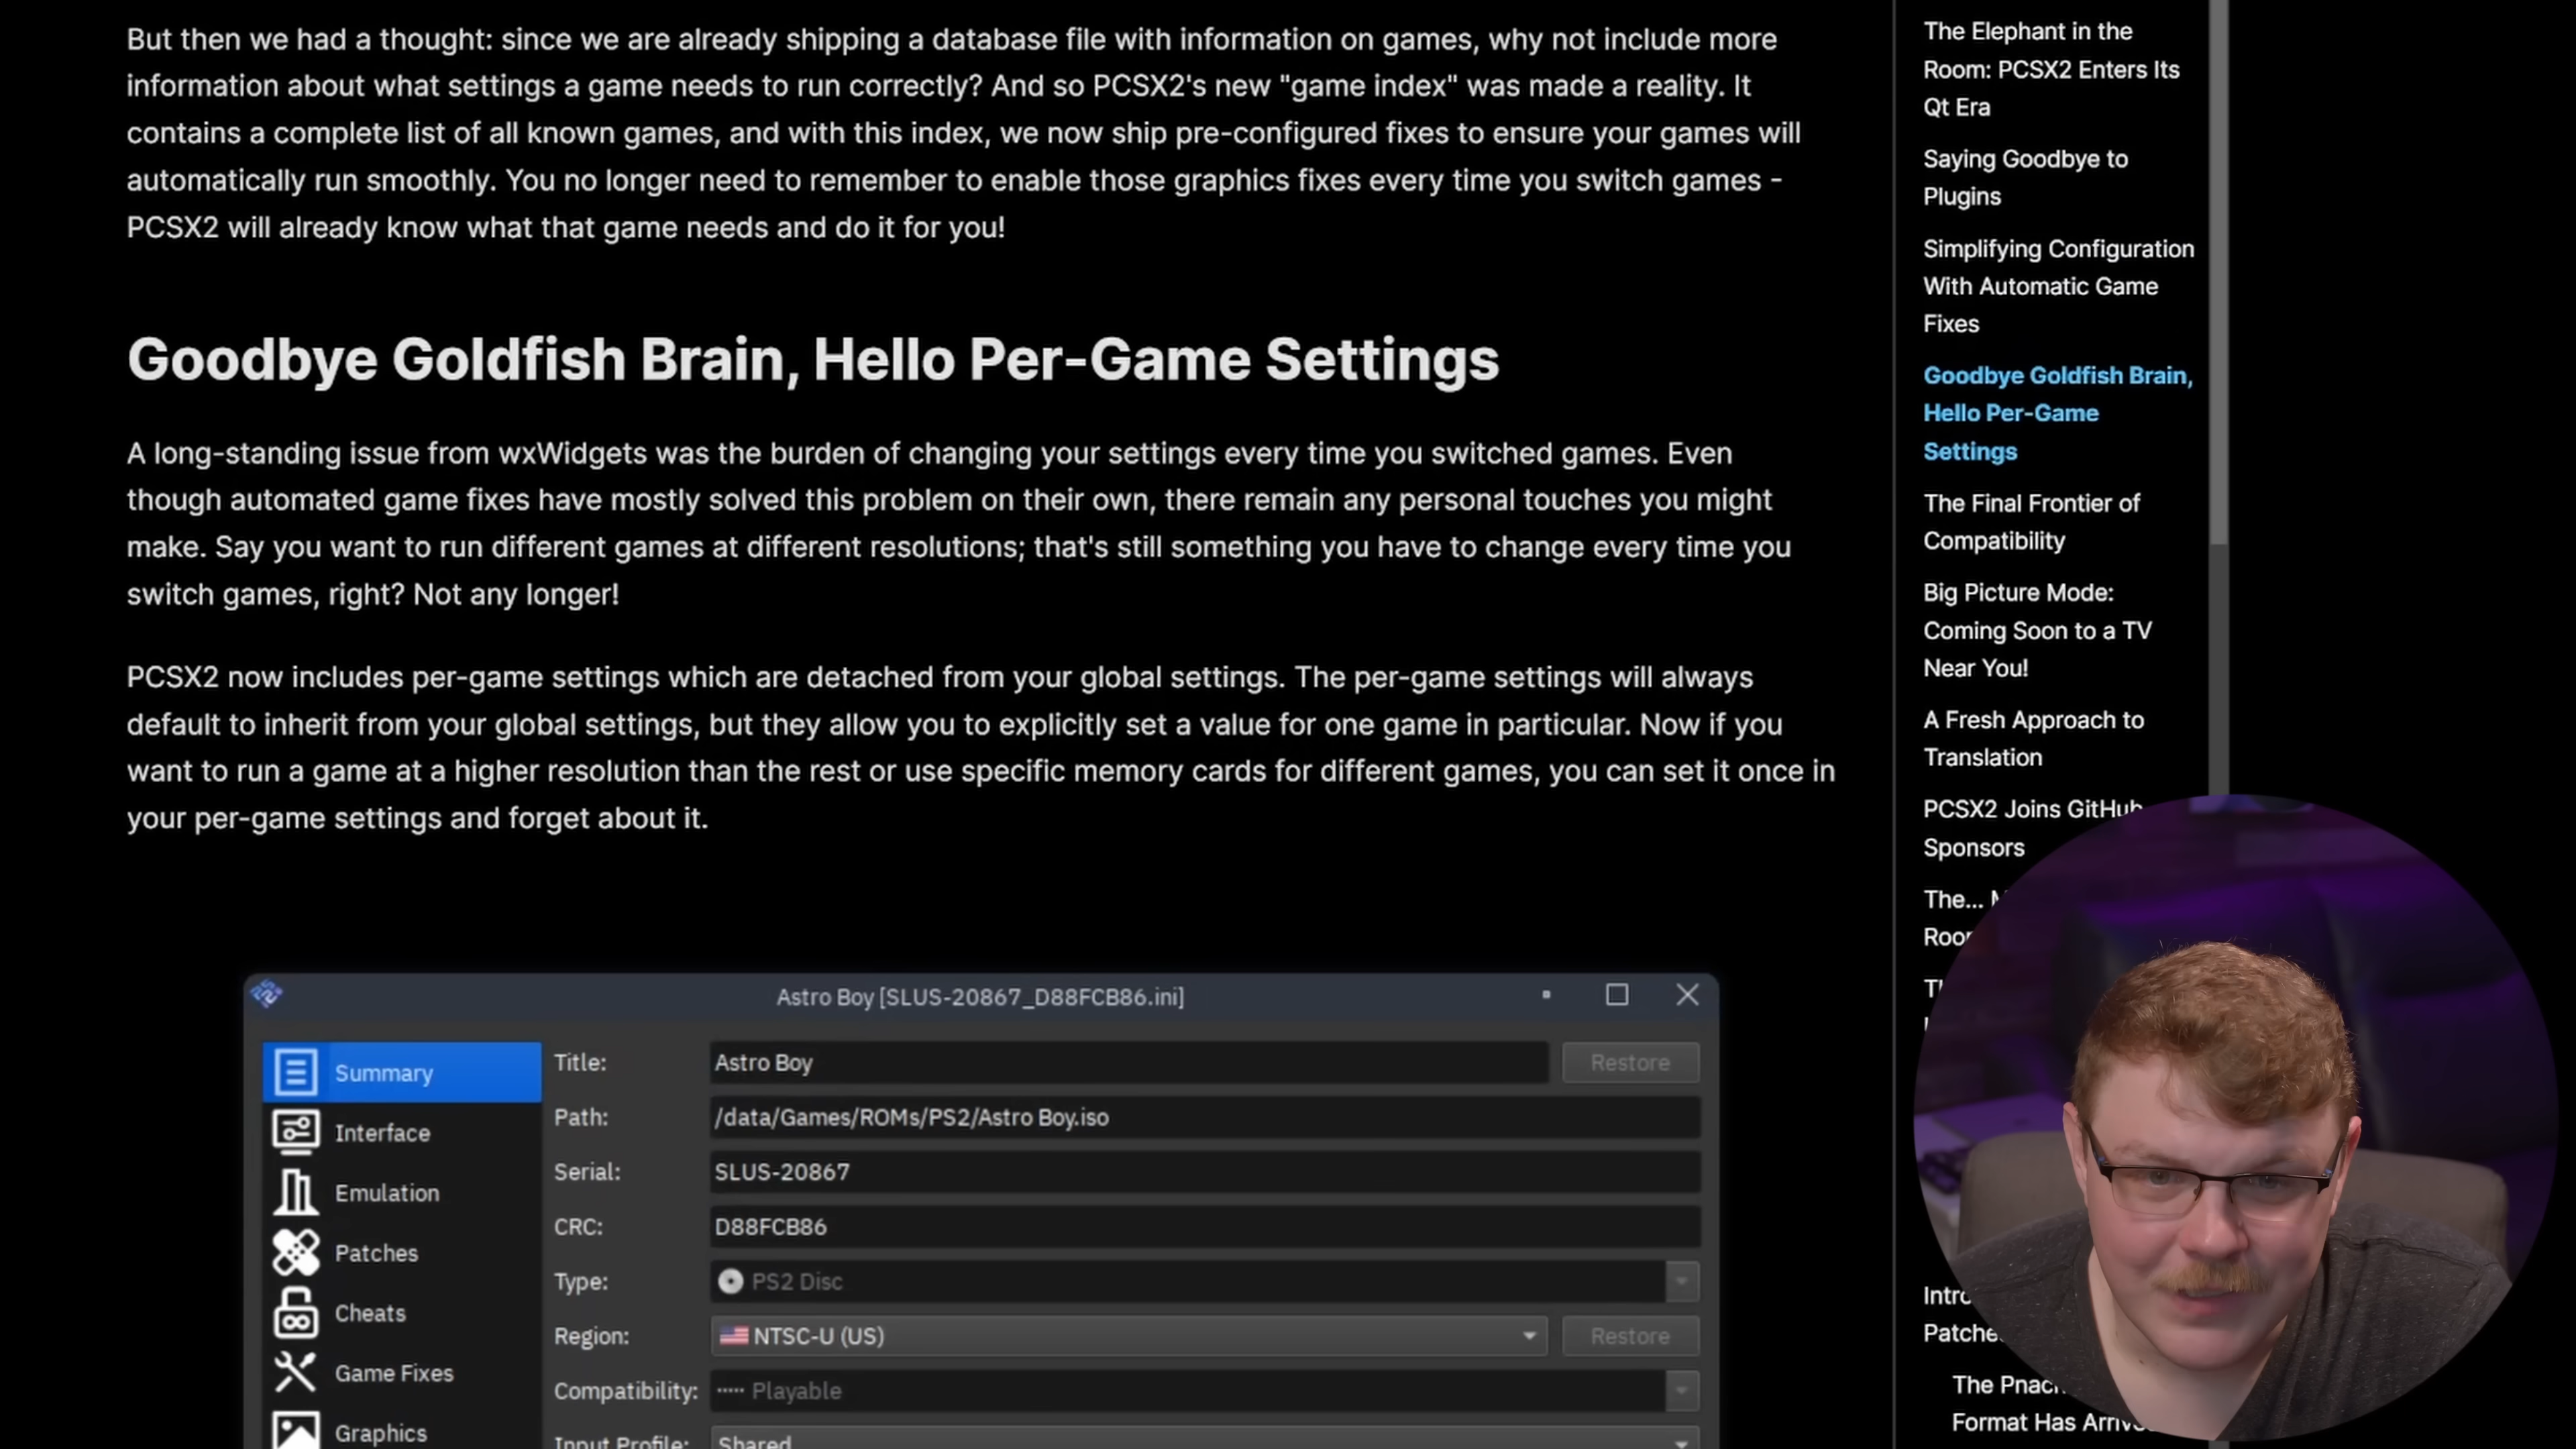 But then we had a thought: since we are already shipping a database file with information on games, why not include more
information about what settings a game needs to run correctly? And so PCSX2's new "game index" was made a reality. It
contains a complete list of all known games, and with this index, we now ship pre-configured fixes to ensure your games will
automatically run smoothly. You no longer need to remember to enable those graphics fixes every time you switch games -
PCSX2 will already know what that game needs and do it for you!
Goodbye Goldfish Brain, Hello Per-Game Settings
A long-standing issue from wxWidgets was the burden of changing your settings every time you switched games. Even
though automated game fixes have mostly solved this problem on their own, there remain any personal touches you might
make. Say you want to run different games at different resolutions; that's still something you have to change every time you
switch games, right? Not any longer!
PCSX2 now includes per-game settings which are detached from your global settings. The per-game settings will always
default to inherit from your global settings, but they allow you to explicitly set a value for one game in particular. Now if you
want to run a game at a higher resolution than the rest or use specific memory cards for different games, you can set it once in
your per-game settings and forget about it.
Astro Boy [SLUS-20867_D88FCB86.ini]
Summary
Interface
Emulation
Patches
Cheats
Game Fixes
Graphics
Title: Astro Boy Restore
Path: /data/Games/ROMs/PS2/Astro Boy.iso
Serial: SLUS-20867
CRC: D88FCB86
Type: PS2 Disc
Region: NTSC-U (US) Restore
Compatibility: Playable
Input Profile: Shared
The Elephant in the
Room: PCSX2 Enters Its
Qt Era
Saying Goodbye to
Plugins
Simplifying Configuration
With Automatic Game
Fixes
Goodbye Goldfish Brain,
Hello Per-Game
Settings
The Final Frontier of
Compatibility
Big Picture Mode:
Coming Soon to a TV
Near You!
A Fresh Approach to
Translation
PCSX2 Joins GitHub
Sponsors
The...
The
Format Has